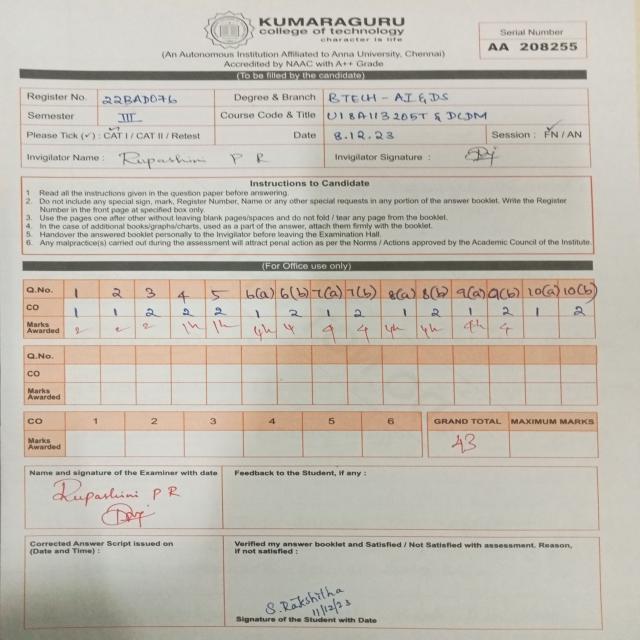 KUMARAGURU
college of technology
character is life
Serial Number
AA 208255
(An Autonomous Institution Affiliated to Anna University, Chennai)
Accredited by NAAC with A++ Grade
(To be filled by the candidate)
Register No. 22BAD076 Degree & Branch BTECH - AI & DS
Semester III Course Code & Title U18AI13205T & DCDM
Please Tick (✓) : CAT I / CAT II / Retest Date 8.12.23 Session : FN / AN
Invigilator Name : Rupashini P R Invigilator Signature :
Instructions to Candidate
1 Read all the instructions given in the question paper before answering.
2. Do not include any special sign, mark, Register Number, Name or any other special requests in any portion of the answer booklet. Write the Register
Number in the front page at specified box only.
3. Use the pages one after other without leaving blank pages/spaces and do not fold / tear any page from the booklet.
4. In the case of additional books/graphs/charts, used as a part of the answer, attach them firmly with the booklet.
5. Handover the answered booklet personally to the Invigilator before leaving the Examination Hall.
6. Any malpractice(s) carried out during the assessment will attract penal action as per the Norms / Actions approved by the Academic Council of the Institute.
(For Office use only)
Q.No. 1 2 3 4 5 6(a) 6(b) 7(a) 7(b) 8(a) 8(b) 9(a) 9(b) 10(a) 10(b)
CO 1 1 2 2 2 1 2 1 2 1 2 1 2 1 2
Marks
Awarded 2 2 2 1½ 1½ 4½ 4 4 4 4½ 4½ 4½ 4
Q.No.
CO
Marks
Awarded
CO 1 2 3 4 5 6 GRAND TOTAL MAXIMUM MARKS
Marks
Awarded 43
Name and signature of the Examiner with date
Rupashini P R
Feedback to the Student, if any :
Corrected Answer Script issued on
(Date and Time) :
Verified my answer booklet and Satisfied / Not Satisfied with assessment. Reason,
if not satisfied :
S. Rakshitha
11/12/23
Signature of the Student with Date